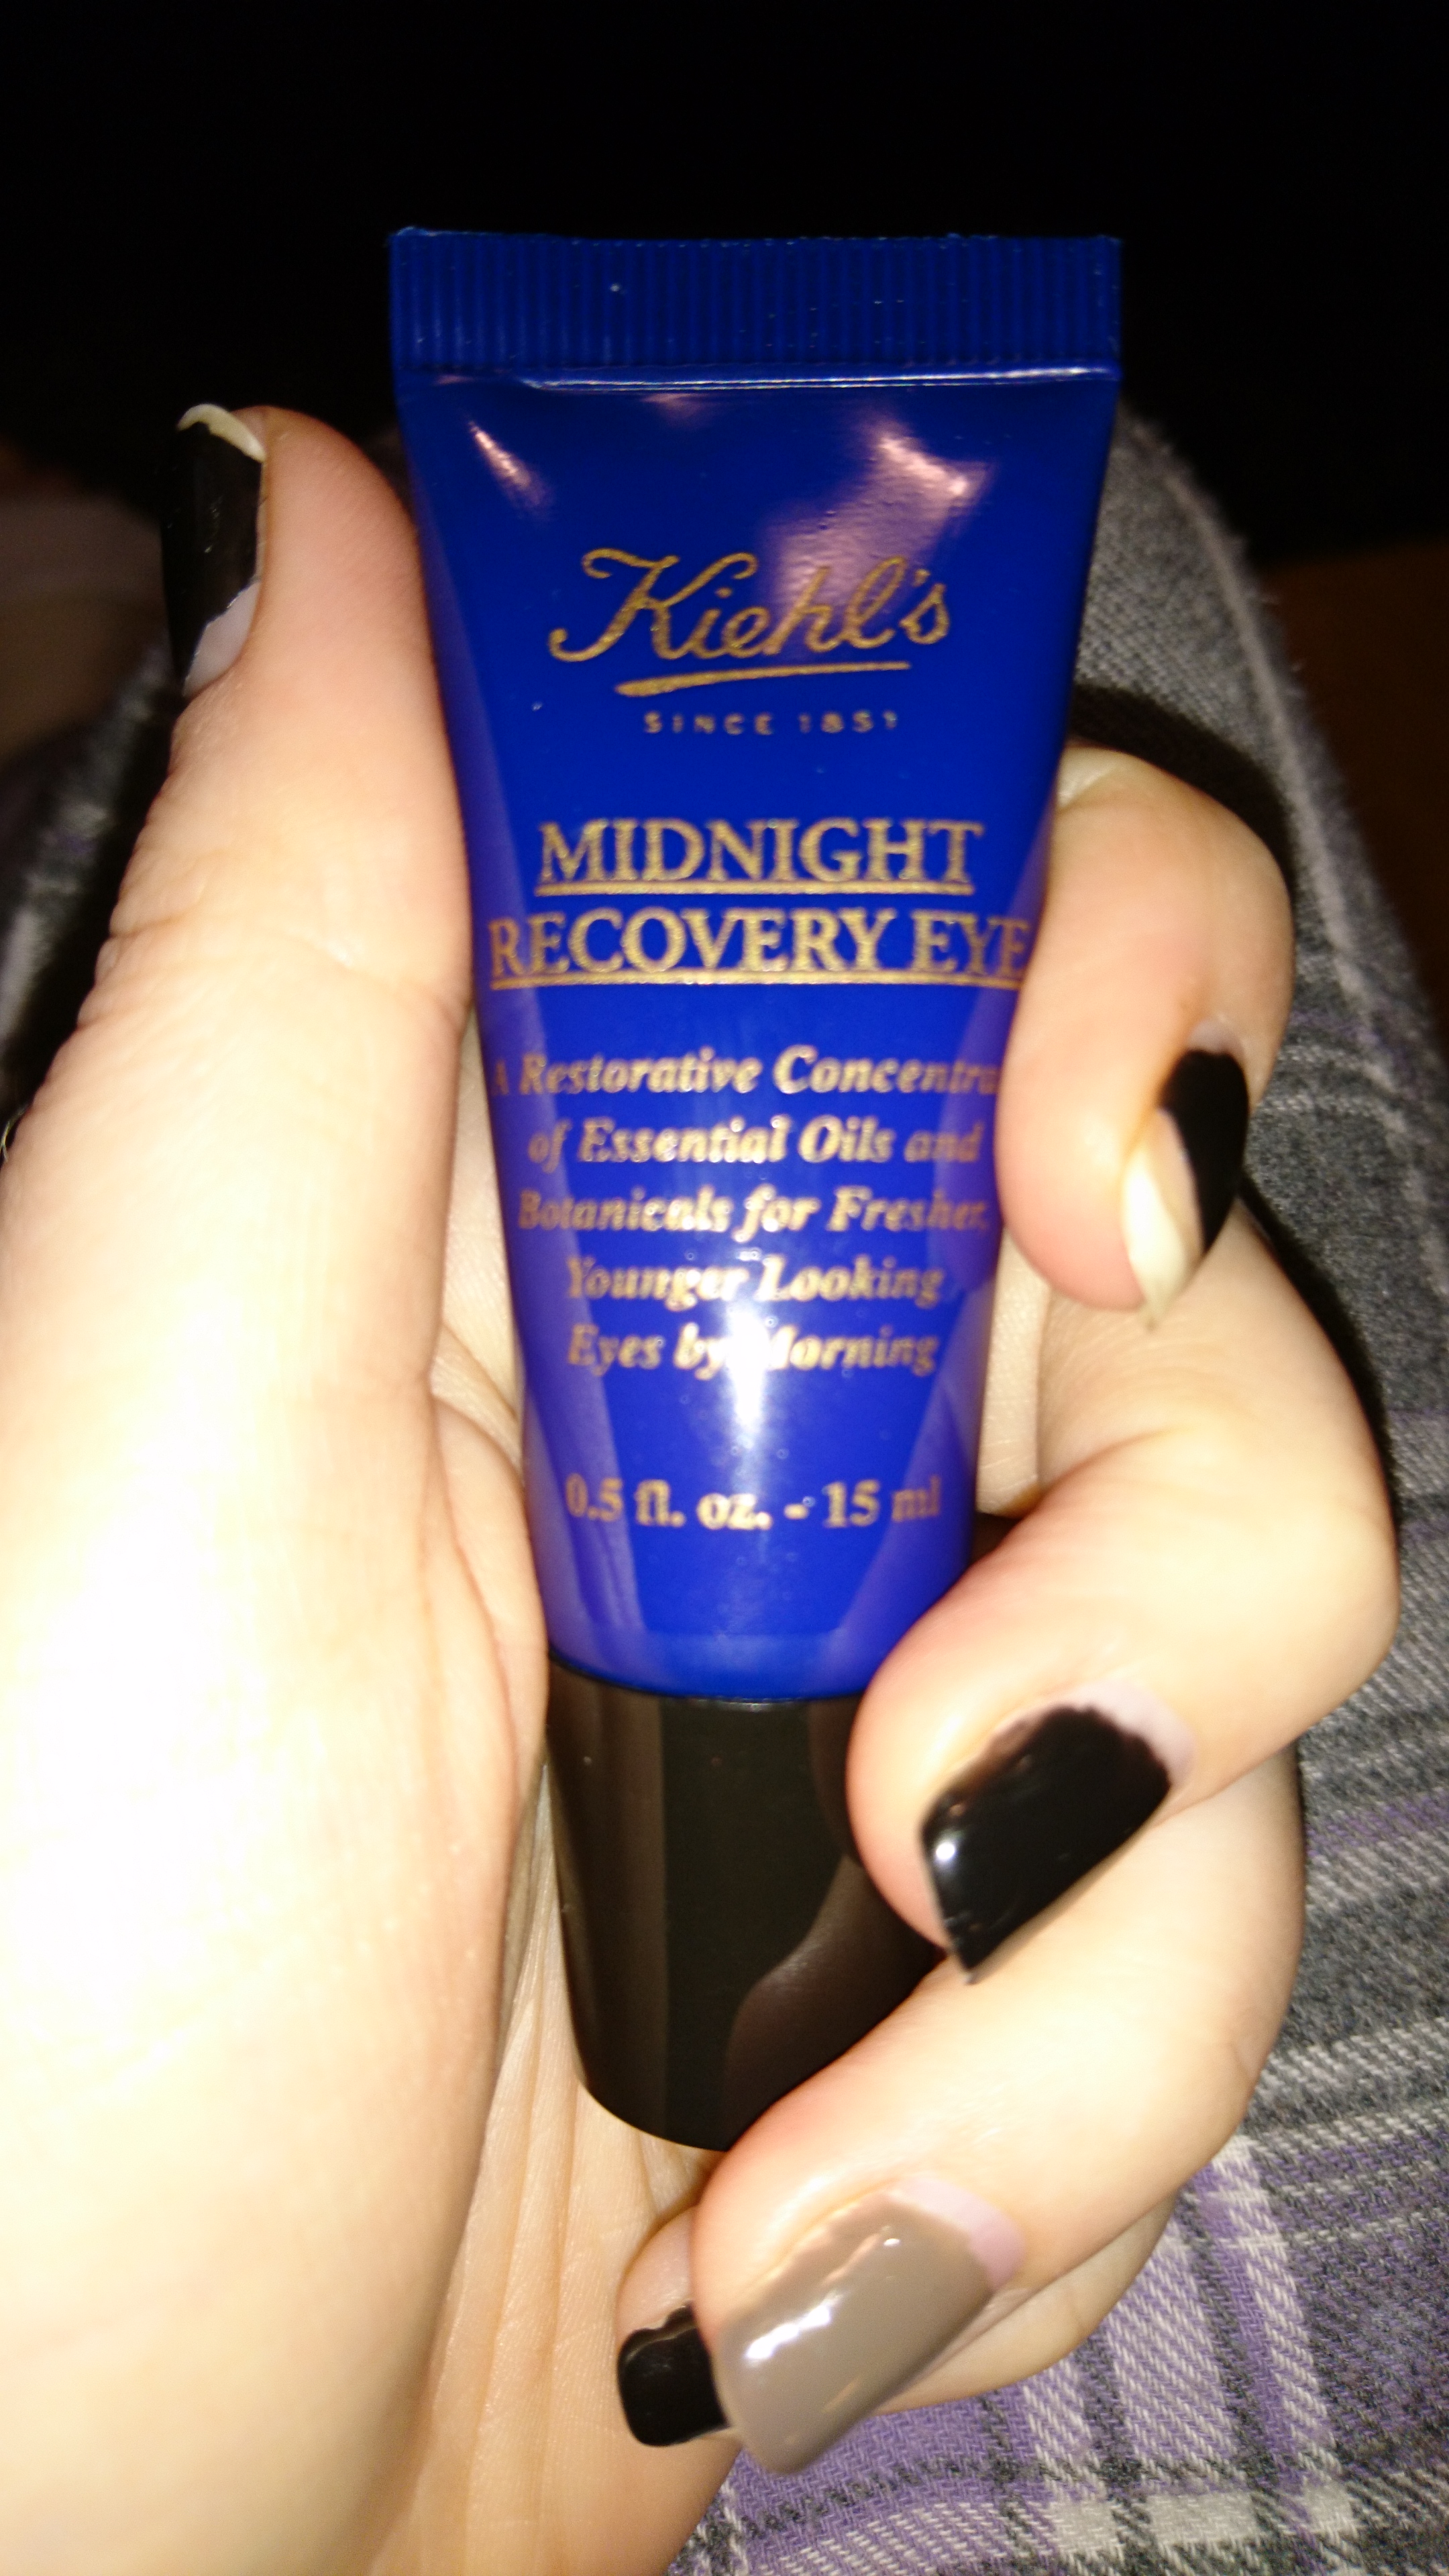 Kiehl's
SINCE 1851
MIDNIGHT
RECOVERY EYE
A Restorative
of Essential Oils and
Botanicals for Fresher,
Younger Looking
Eyes by Morning
0.5 fl. oz. - 15 ml